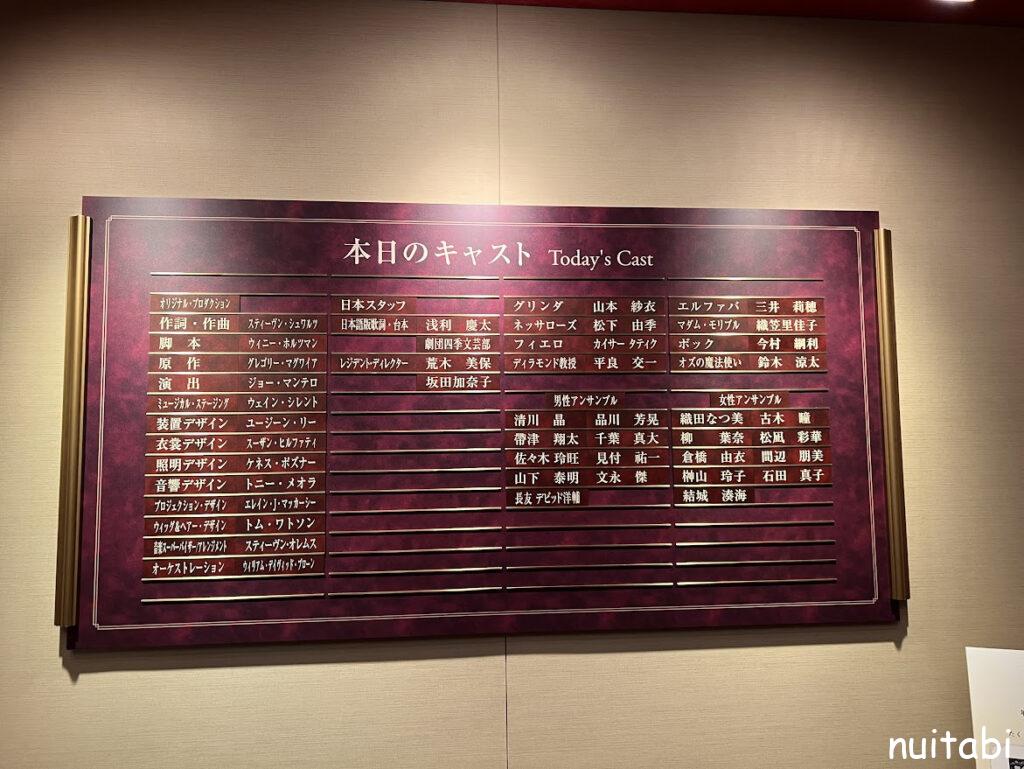 本日のキャスト Today's Cast
オリジナル・プロダクション
作詞・作曲 スティーヴン・シュワルツ
脚本 ウィニー・ホルツマン
原作 グレゴリー・マグワイア
演出 ジョー・マンテロ
ミュージカル・ステージング ウェイン・シレント
装置デザイン ユージーン・リー
衣裳デザイン スーザン・ヒルファティ
照明デザイン ケネス・ポズナー
音響デザイン トニー・メオラ
プロジェクション・デザイン エレイン・J・マッカーシー
ウィッグ&ヘアー・デザイン トム・ワトソン
音楽スーパーバイザー/アレンジメント スティーヴン・オレムス
オーケストレーション ウィリアム・デイヴィッド・ブローン
日本スタッフ
日本語版歌詞・台本 浅利 慶太
劇団四季文芸部
レジデント・ディレクター 荒木 美保
坂田加奈子
グリンダ 山本 紗衣
ネッサローズ 松下 由季
フィエロ カイサー タティク
ディラモンド教授 平良 交一
男性アンサンブル
清川 晶 品川 芳晃
帶津 翔太 千葉 真大
佐々木 玲旺 見付 祐一
山下 泰明 文永 傑
長友 デビッド洋輔
エルファバ 三井 莉穂
マダム・モリブル 織笠里佳子
ボック 今村 綱利
オズの魔法使い 鈴木 涼太
女性アンサンブル
織田なつ美 古木 瞳
柳 葉奈 松凪 彩華
倉橋 由衣 間辺 朋美
榊山 玲子 石田 真子
結城 湊海
nuitabi